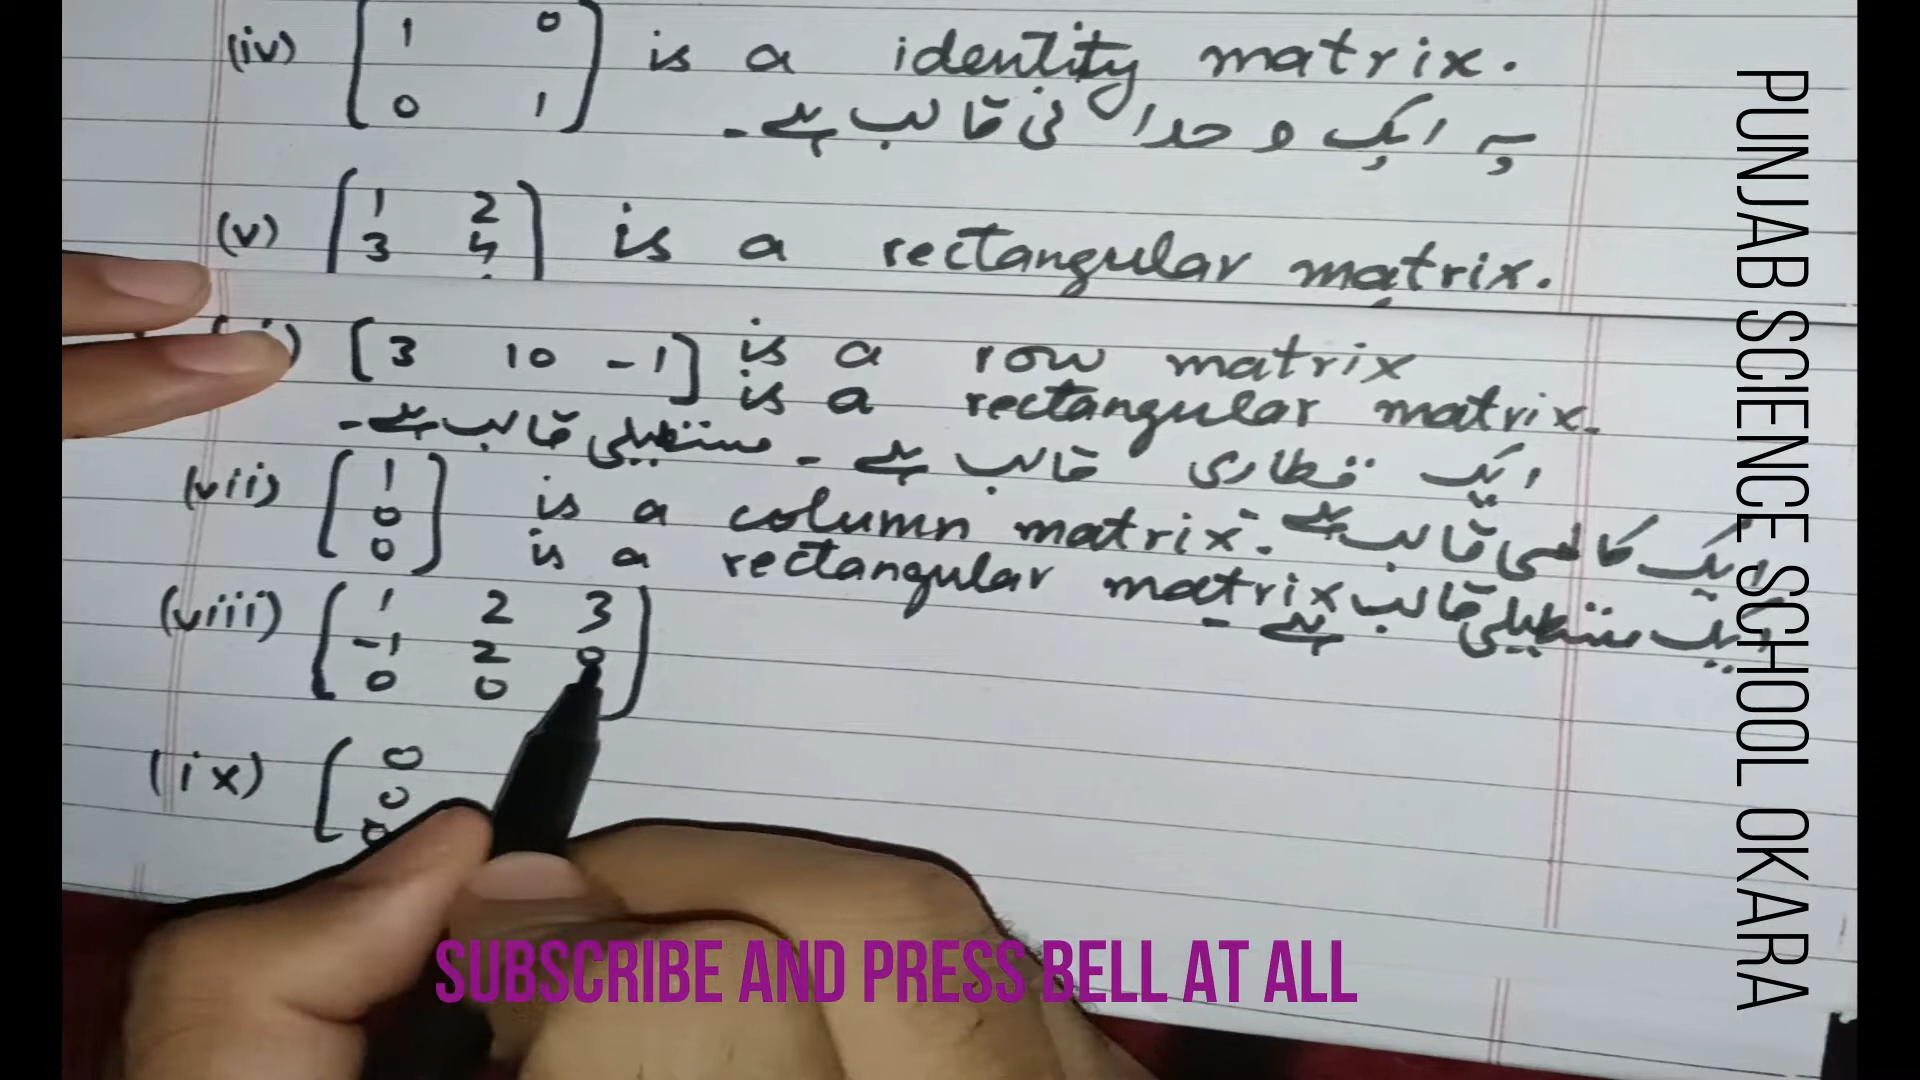 (iv) [1 0
0 1] is a identity matrix.
یہ ایک وحدانی قالب ہے۔
(v) [1 2
3 4 is a rectangular matrix.
) [3 10 -1] is a row matrix
is a rectangular matrix.
ایک قطاری قالب ہے۔ مستطیلی قالب ہے۔
(vii) [1
0
0] is a column matrix. ایک کالمی قالب ہے
is a rectangular matrix ایک مستطیلی قالب ہے۔
(viii) [1 2 3
-1 2 0
0 0 ]
(ix) [0
0
0
SUBSCRIBE AND PRESS BELL AT ALL
PUNJAB SCIENCE SCHOOL OKARA